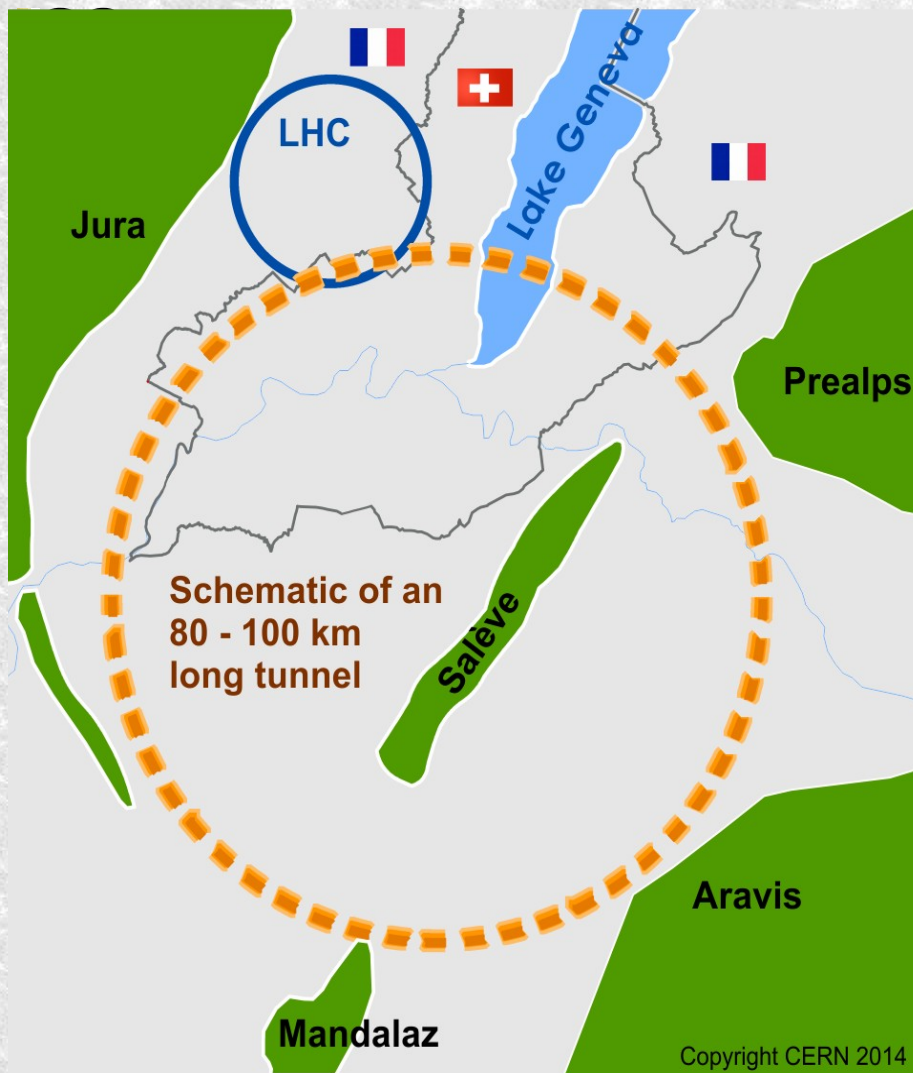 LHC
Lake Geneva
Jura
Prealps
Schematic of an
80 - 100 km
long tunnel
Salève
Aravis
Mandalaz
Copyright CERN 2014